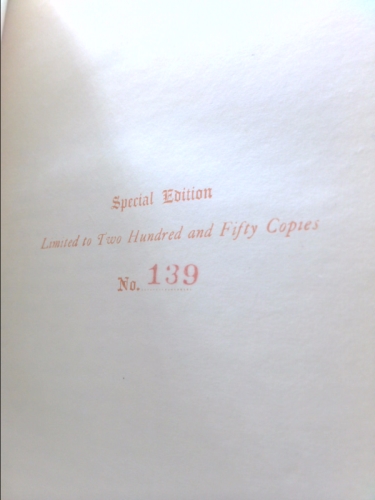 Special Edition
Limited to Two Hundred and Fifty Copies
No. 139